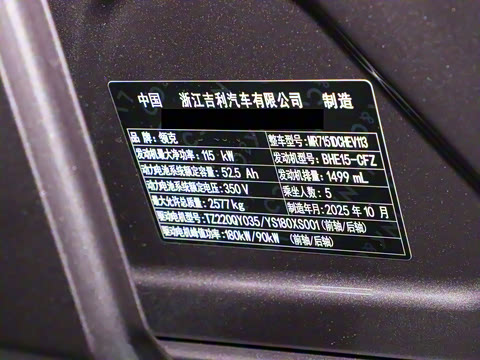 中国 浙江吉利汽车有限公司 制造
品 牌：领克 整车型号：MR7151DCHEV113
发动机最大净功率：115 kW 发动机型号：BHE15-CFZ
动力电池系统额定容量：52.5 Ah 发动机排量：1499 mL
动力电池系统额定电压：350 V 乘坐人数：5
最大允许总质量：2577kg 制造年月：2025 年 10 月
驱动电机型号：TZ220QY035/YS180XS001(前轴/后轴)
驱动电机峰值功率：180kW/90kW (前轴/后轴)